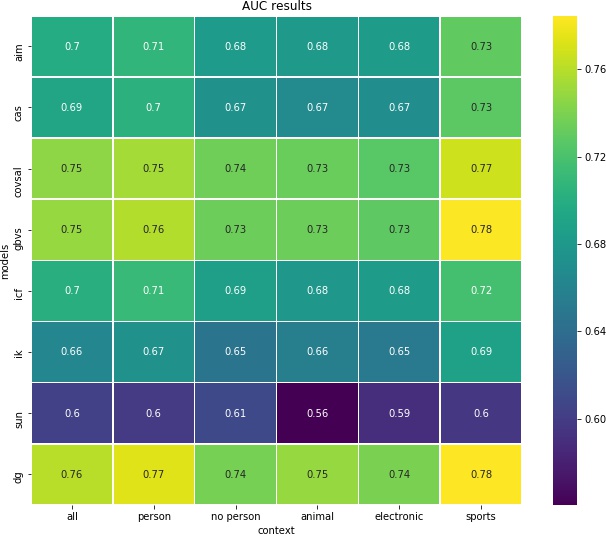 AUC results
aim 0.7 0.71 0.68 0.68 0.68 0.73
cas 0.69 0.7 0.67 0.67 0.67 0.73
covsal 0.75 0.75 0.74 0.73 0.73 0.77
gbvs 0.75 0.76 0.73 0.73 0.73 0.78
models
icf 0.7 0.71 0.69 0.68 0.68 0.72
ik 0.66 0.67 0.65 0.66 0.65 0.69
sun 0.6 0.6 0.61 0.56 0.59 0.6
dg 0.76 0.77 0.74 0.75 0.74 0.78
all person no person animal electronic sports
context
0.76
0.72
0.68
0.64
0.60